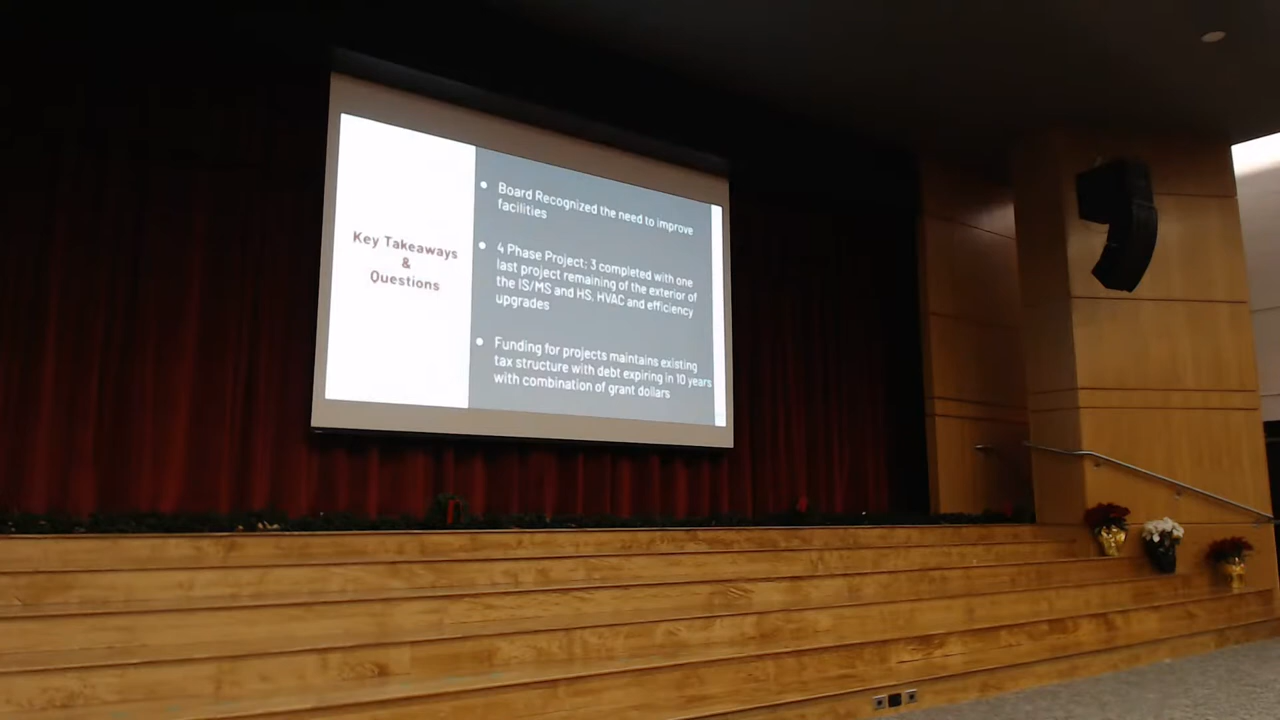 Key Takeaways
&
Questions
Board Recognized the need to improve
facilities
4 Phase Project; 3 completed with one
last project remaining of the exterior of
the IS/MS and HS, HVAC and efficiency
upgrades
Funding for projects maintains existing
tax structure with debt expiring in 10 years
with combination of grant dollars